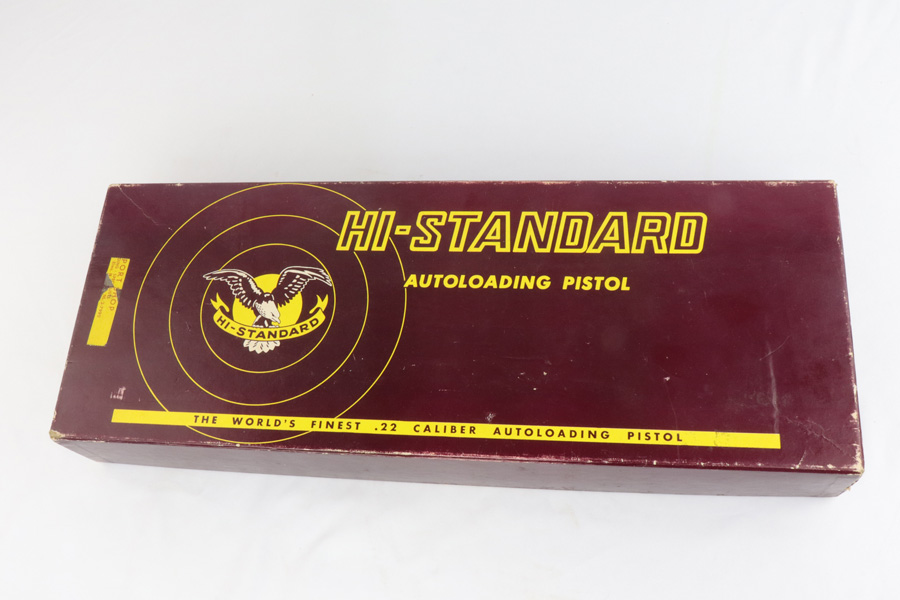 HI-STANDARD
AUTOLOADING PISTOL
HI-STANDARD
THE WORLD'S FINEST .22 CALIBER AUTOLOADING PISTOL